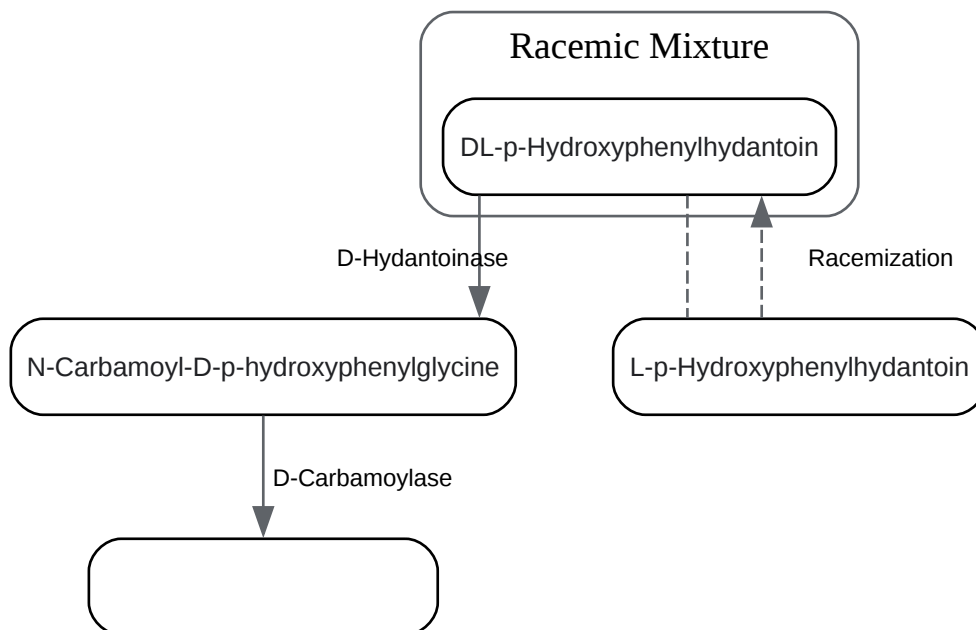 Racemic Mixture
DL-p-Hydroxyphenylhydantoin
D-Hydantoinase
Racemization
N-Carbamoyl-D-p-hydroxyphenylglycine
L-p-Hydroxyphenylhydantoin
D-Carbamoylase